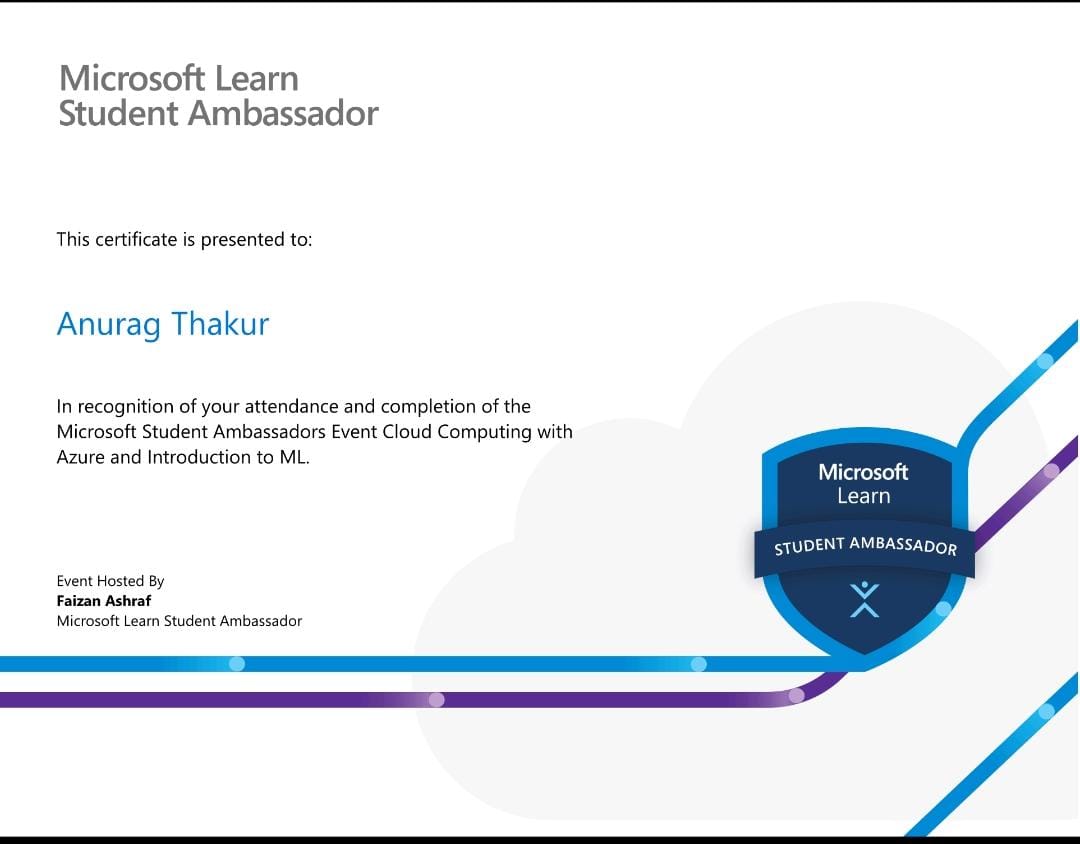 Microsoft Learn
Student Ambassador
This certificate is presented to:
Anurag Thakur
In recognition of your attendance and completion of the
Microsoft Student Ambassadors Event Cloud Computing with
Azure and Introduction to ML.
Microsoft
Learn
STUDENT AMBASSADOR
Event Hosted By
Faizan Ashraf
Microsoft Learn Student Ambassador